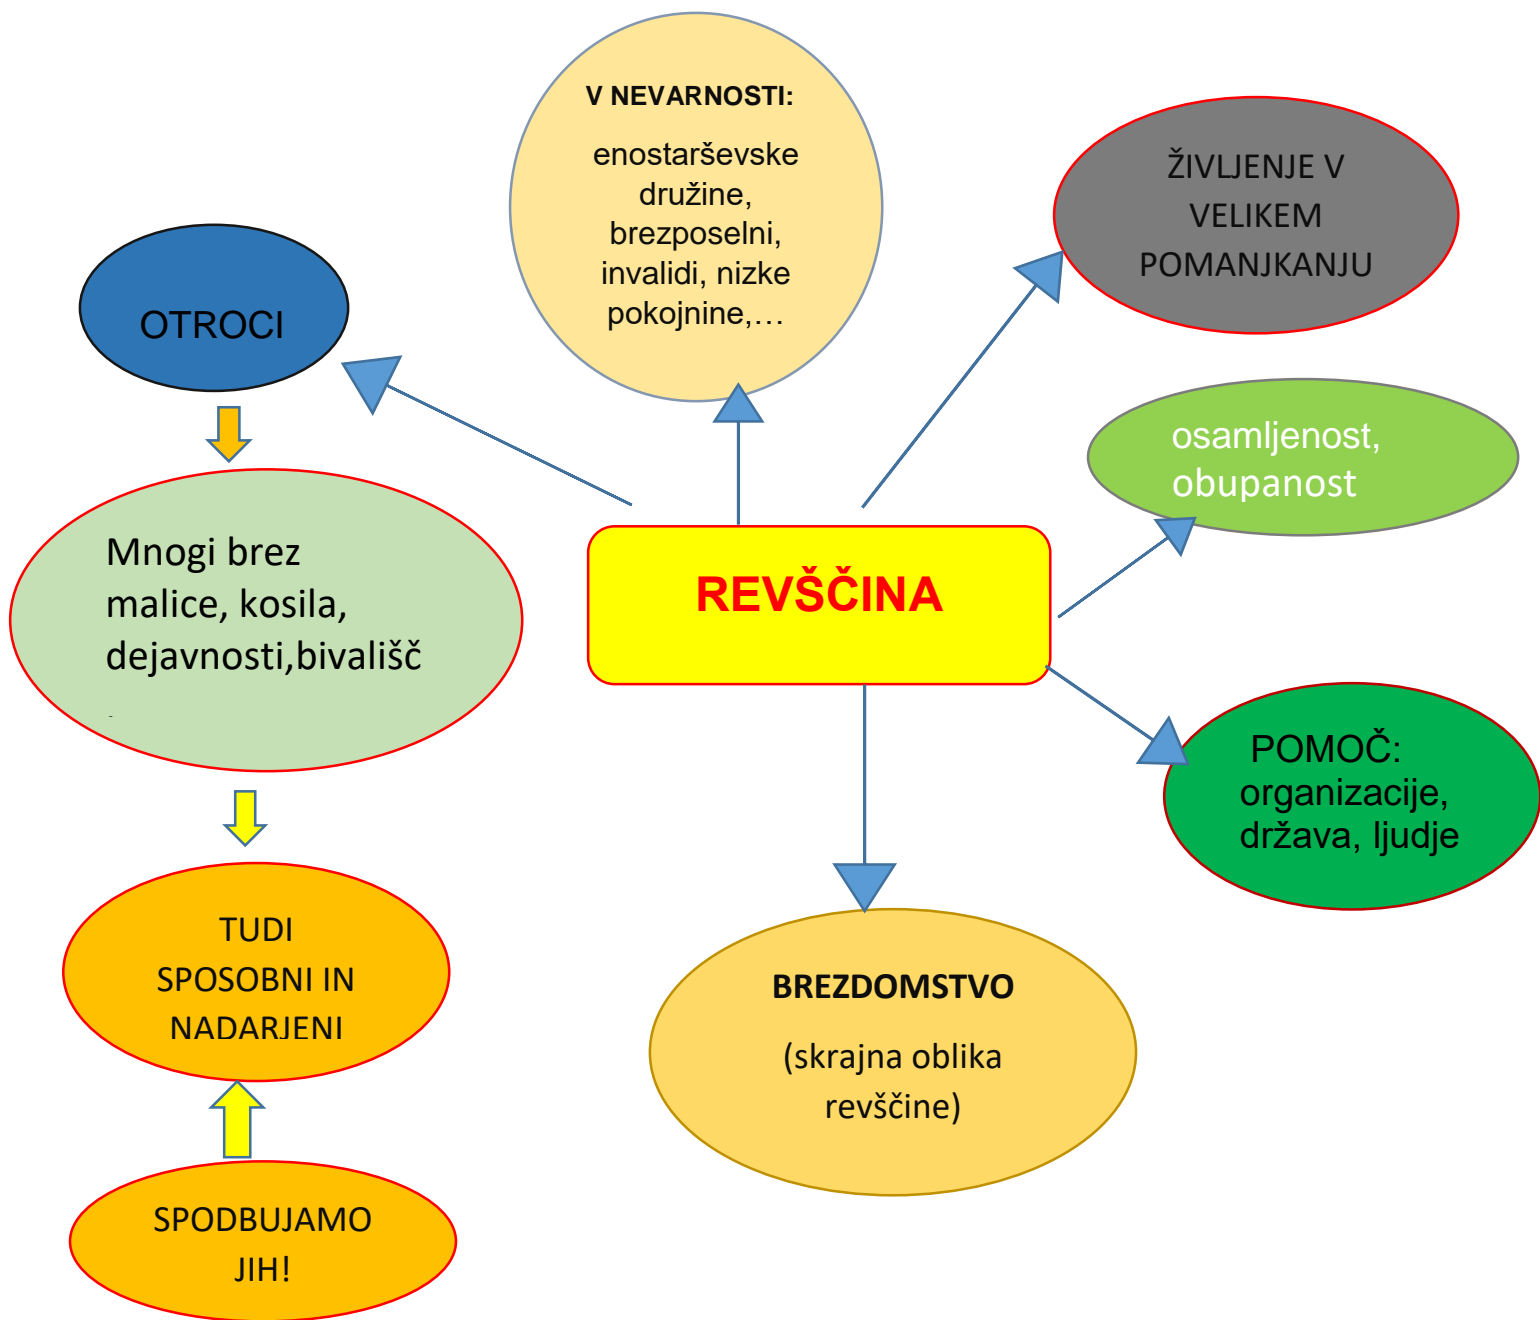 V NEVARNOSTI:
enostarševske
družine,
brezposelni,
invalidi, nizke
pokojnine,…
ŽIVLJENJE V
VELIKEM
POMANJKANJU
OTROCI
osamljenost,
obupanost
Mnogi brez
malice, kosila,
dejavnosti,bivališč
REVŠČINA
POMOČ:
organizacije,
država, ljudje
TUDI
SPOSOBNI IN
NADARJENI
BREZDOMSTVO
(skrajna oblika
revščine)
SPODBUJAMO
JIH!